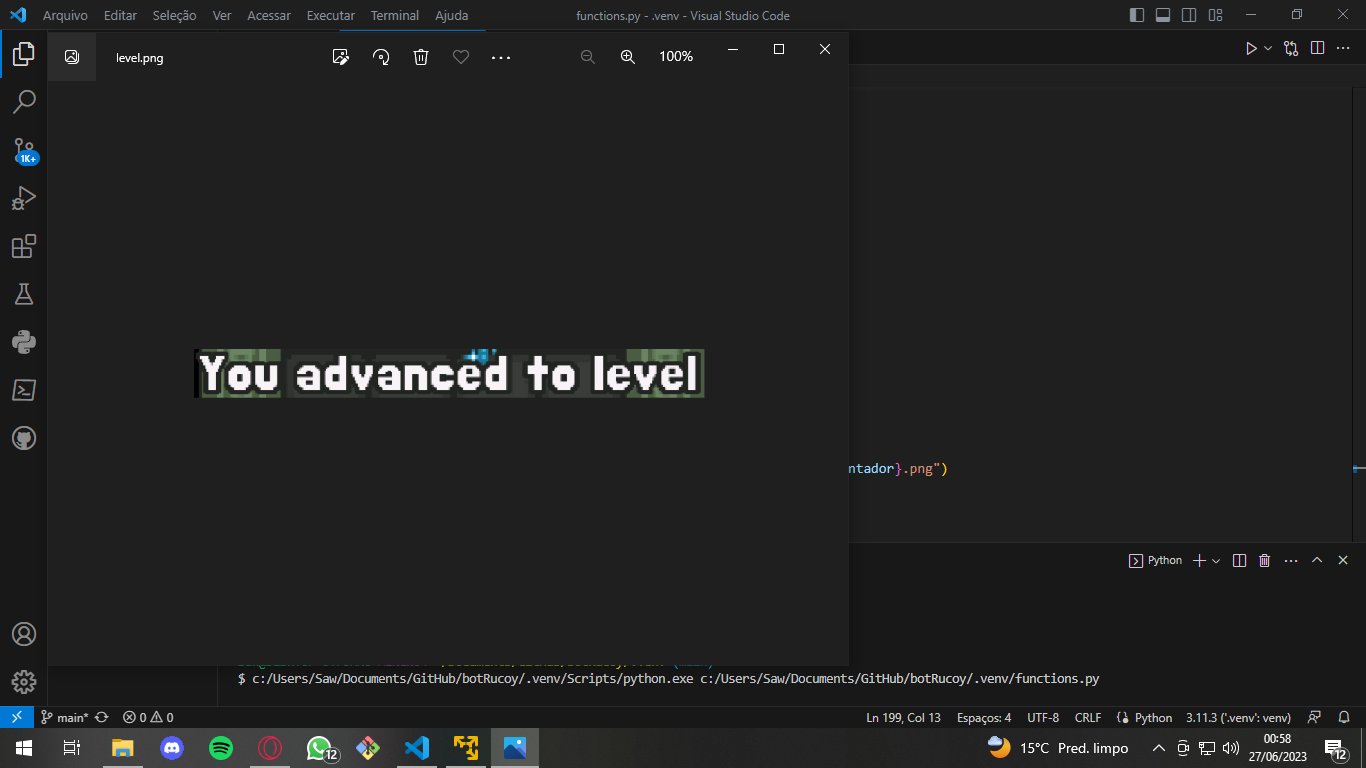 Arquivo Editar Seleção Ver Acessar Executar Terminal Ajuda functions.py - .venv - Visual Studio Code
level.png 100%
1K+
You advanced to level
ntador}.png")
Python
$ c:/Users/Saw/Documents/GitHub/botRucoy/.venv/Scripts/python.exe c:/Users/Saw/Documents/GitHub/botRucoy/.venv/functions.py
main* 0 0 Ln 199, Col 13 Espaços: 4 UTF-8 CRLF Python 3.11.3 ('.venv': venv)
12 15°C Pred. limpo 00:58
27/06/2023 12